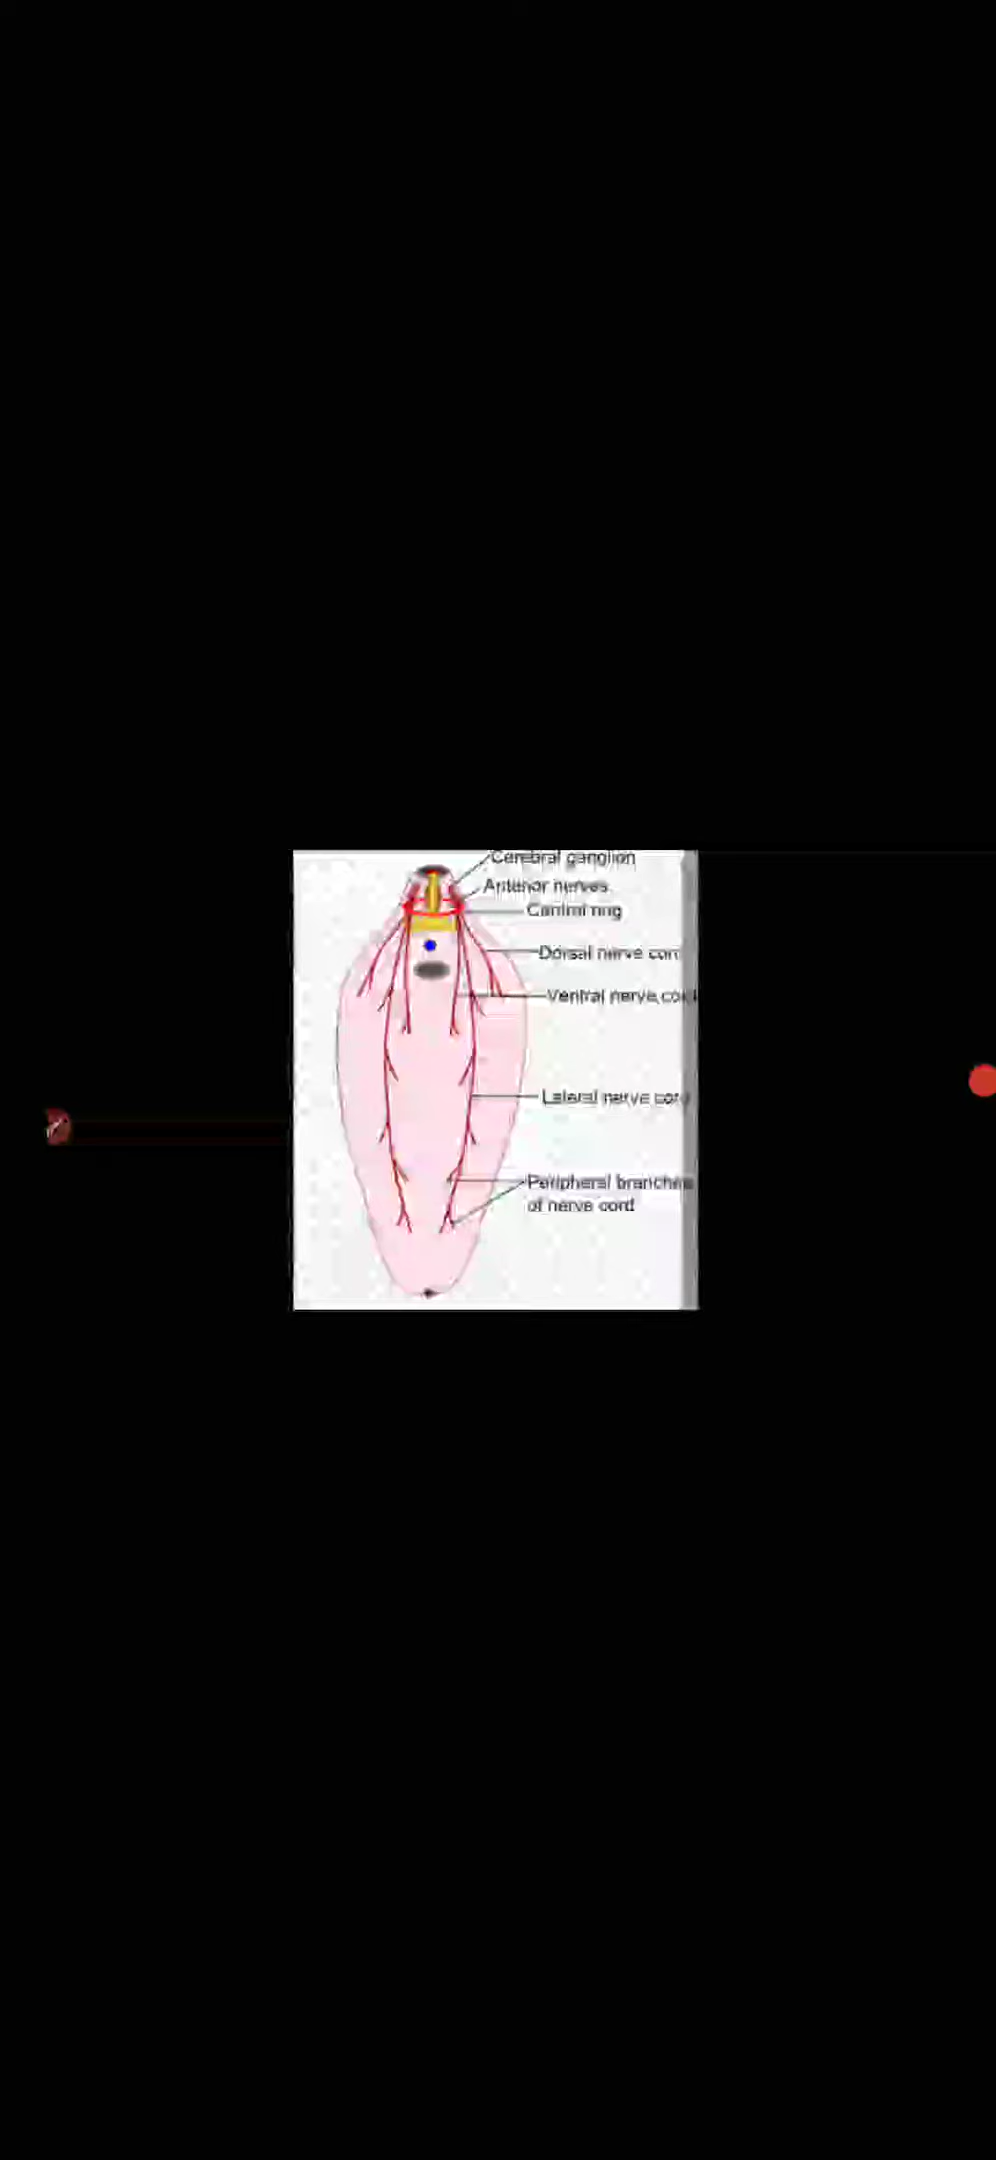 Cerebral ganglion
Anterior nerves
Central ring
Dorsal nerve cord
Ventral nerve cord
Lateral nerve cord
Peripheral branches
of nerve cord